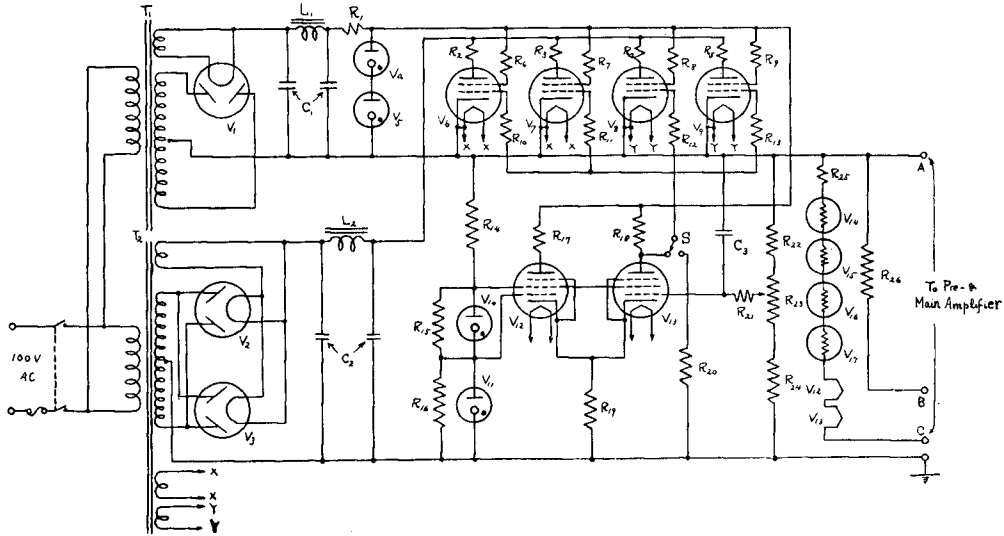 T1
L1
R1
R2
R6
R3
R7
R4
R8
R5
R9
V1
C1
V4
V5
V6
V7
V8
V9
X
X
X
X
Y
Y
Y
Y
R10
R11
R12
R13
A
T2
L2
R14
R17
R18
S
C3
R22
R25
V14
V15
V16
V17
R26
To Pre- &
Main Amplifier
V2
C2
R15
V10
V12
V13
R21
R23
100V
AC
R16
V11
R19
R20
R24
V12
V13
B
C
V3
X
X
Y
Y